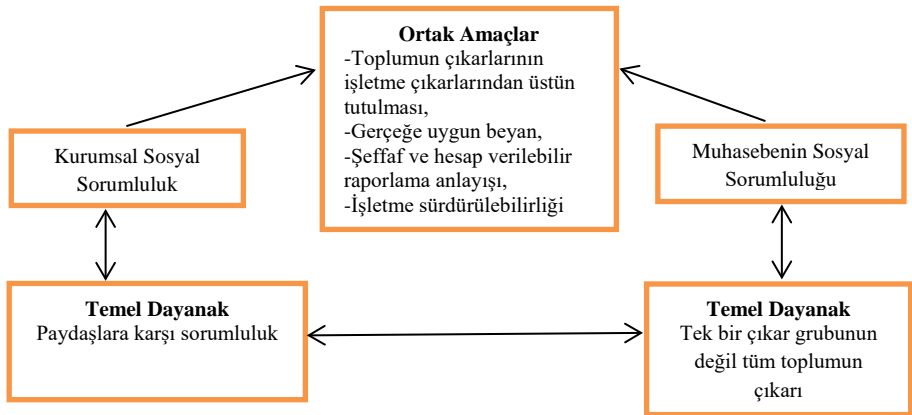 Ortak Amaçlar
-Toplumun çıkarlarının
işletme çıkarlarından üstün
tutulması,
-Gerçeğe uygun beyan,
-Şeffaf ve hesap verilebilir
raporlama anlayışı,
-İşletme sürdürülebilirliği
Kurumsal Sosyal
Sorumluluk
Muhasebenin Sosyal
Sorumluluğu
Temel Dayanak
Paydaşlara karşı sorumluluk
Temel Dayanak
Tek bir çıkar grubunun
değil tüm toplumun
çıkarı